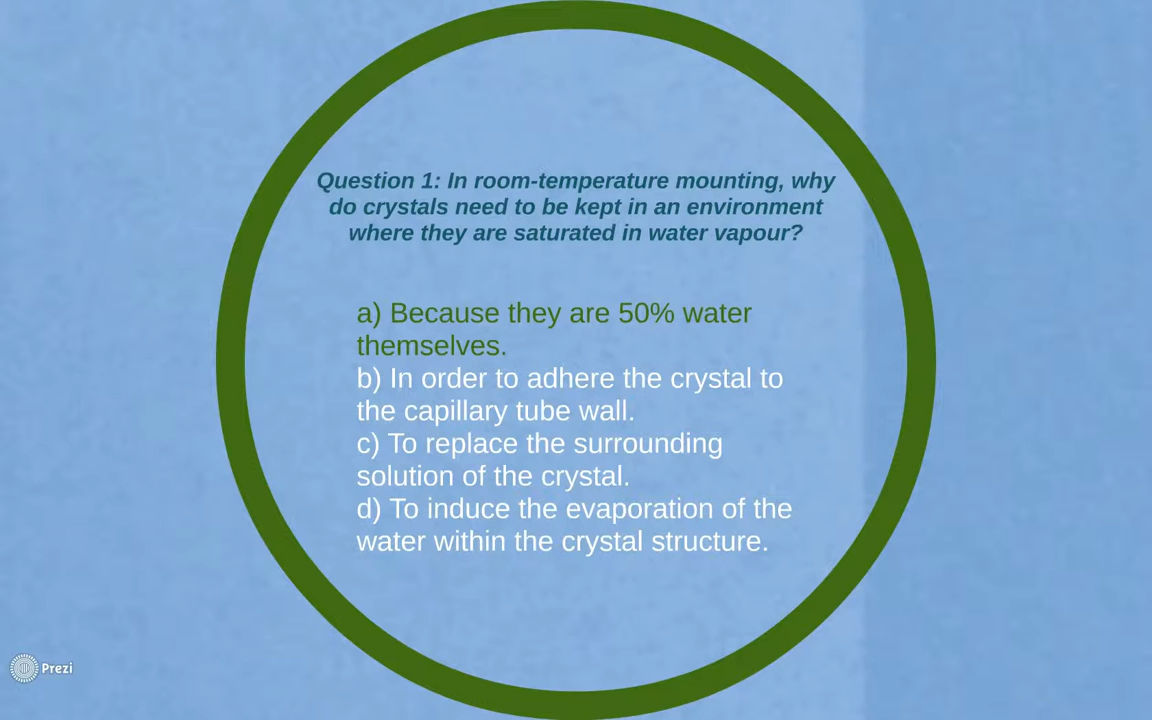 Question 1: In room-temperature mounting, why
do crystals need to be kept in an environment
where they are saturated in water vapour?
a) Because they are 50% water
themselves.
b) In order to adhere the crystal to
the capillary tube wall.
c) To replace the surrounding
solution of the crystal.
d) To induce the evaporation of the
water within the crystal structure.
Prezi